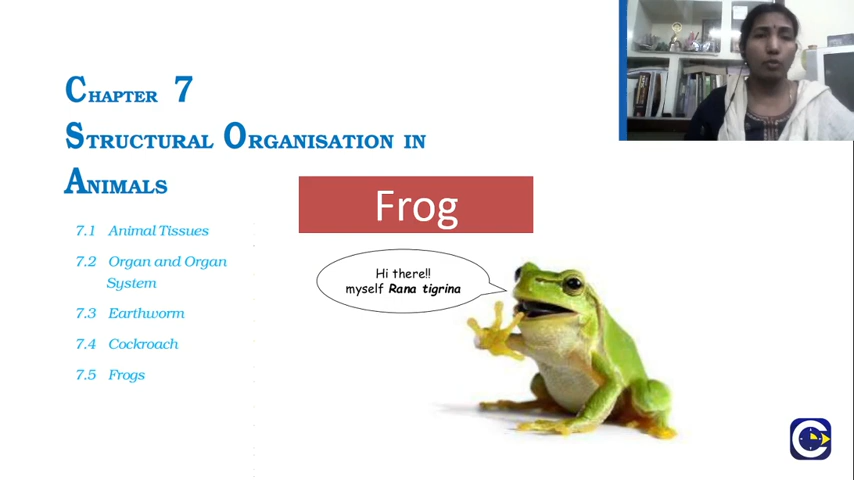 CHAPTER 7
STRUCTURAL ORGANISATION IN
ANIMALS
7.1 Animal Tissues
7.2 Organ and Organ
System
7.3 Earthworm
7.4 Cockroach
7.5 Frogs
Frog
Hi there!!
myself Rana tigrina